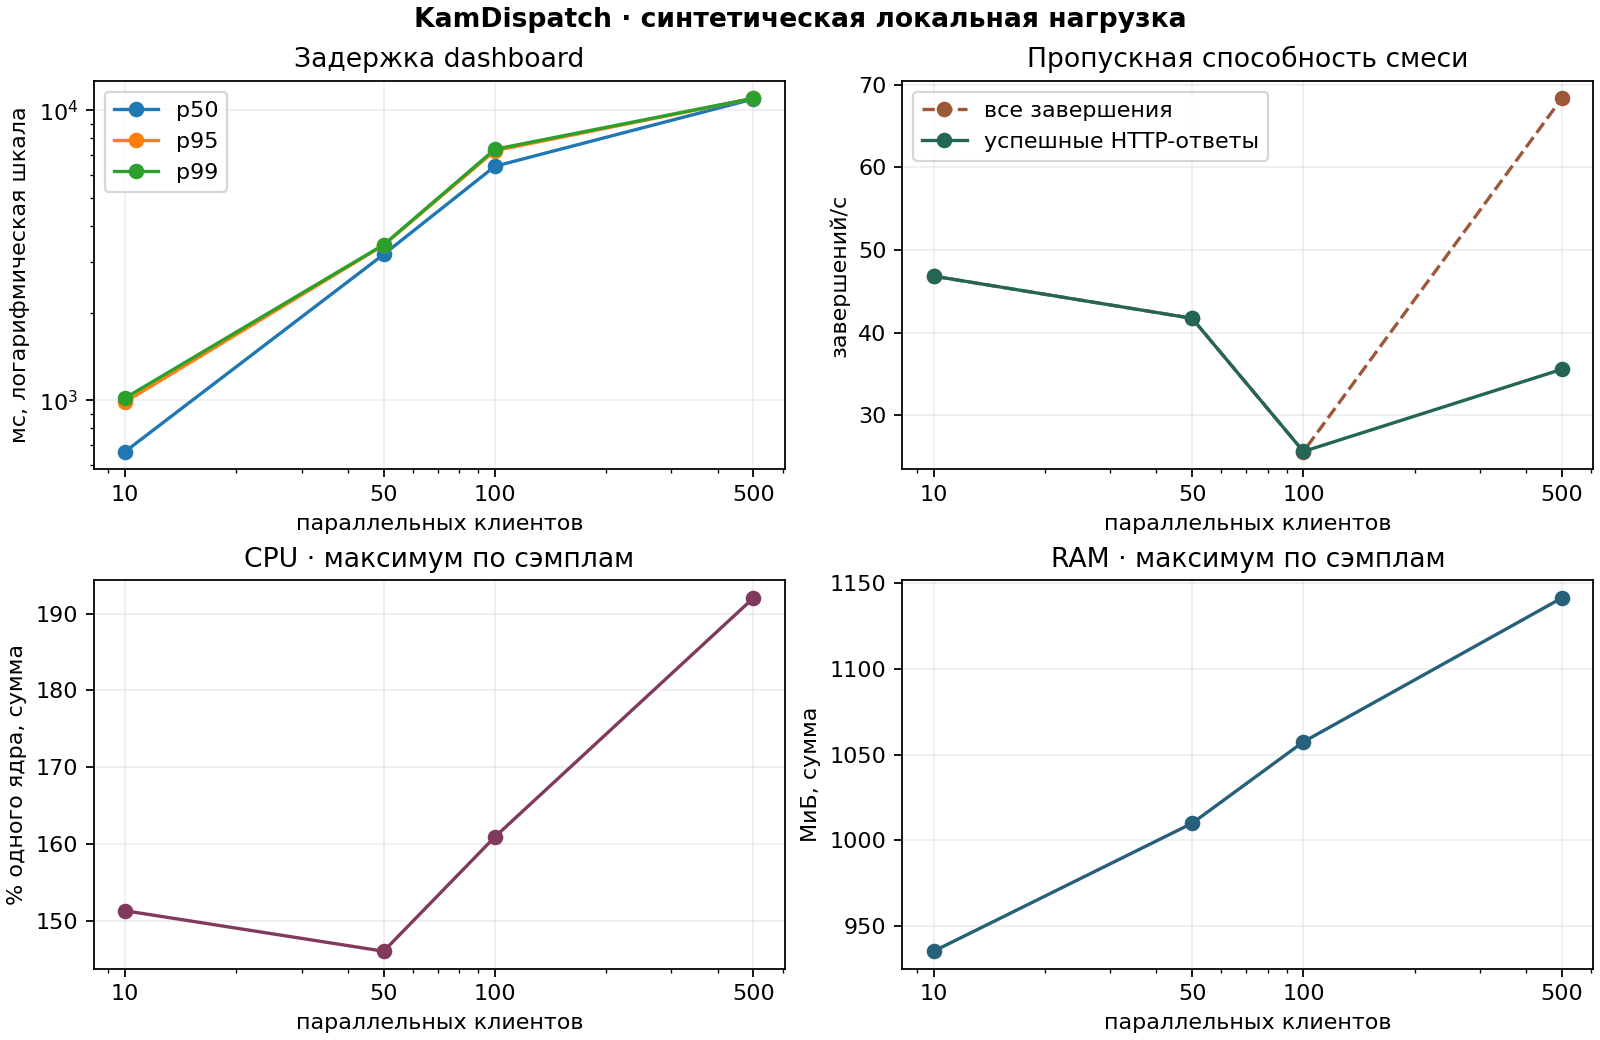 KamDispatch · синтетическая локальная нагрузка
Задержка dashboard
мс, логарифмическая шкала
10⁴
10³
p50
p95
p99
10 50 100 500
параллельных клиентов
Пропускная способность смеси
завершений/с
70
60
50
40
30
все завершения
успешные HTTP-ответы
10 50 100 500
параллельных клиентов
CPU · максимум по сэмплам
% одного ядра, сумма
190
180
170
160
150
10 50 100 500
параллельных клиентов
RAM · максимум по сэмплам
МиБ, сумма
1150
1100
1050
1000
950
10 50 100 500
параллельных клиентов